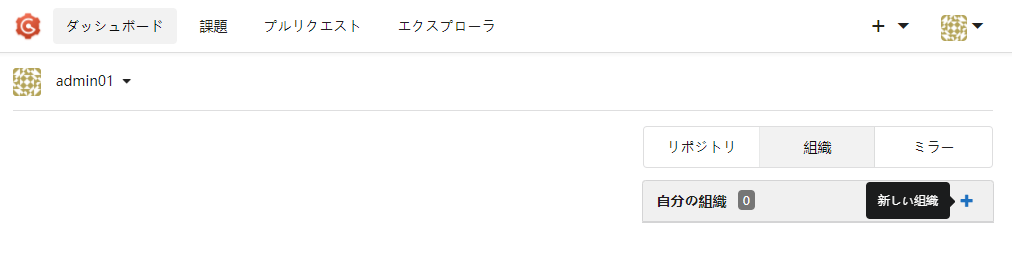 ダッシュボード 課題 プルリクエスト エクスプローラ
admin01
リポジトリ 組織 ミラー
自分の組織 0 新しい組織